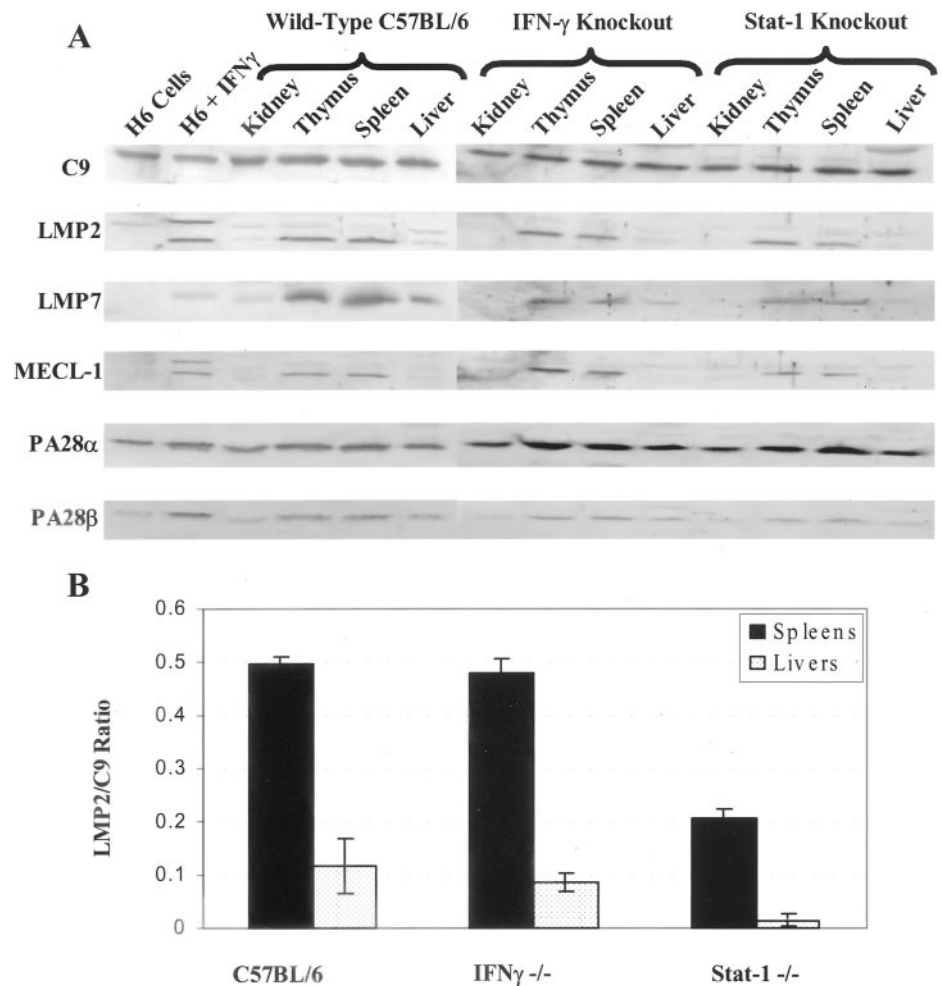 A
Wild-Type C57BL/6
IFN-γ Knockout
Stat-1 Knockout
H6 Cells
H6 + IFNγ
Kidney
Thymus
Spleen
Liver
Kidney
Thymus
Spleen
Liver
Kidney
Thymus
Spleen
Liver
C9
LMP2
LMP7
MECL-1
PA28α
PA28β
B
LMP2/C9 Ratio
0.6
0.5
0.4
0.3
0.2
0.1
0
Spleens
Livers
C57BL/6
IFNγ -/-
Stat-1 -/-